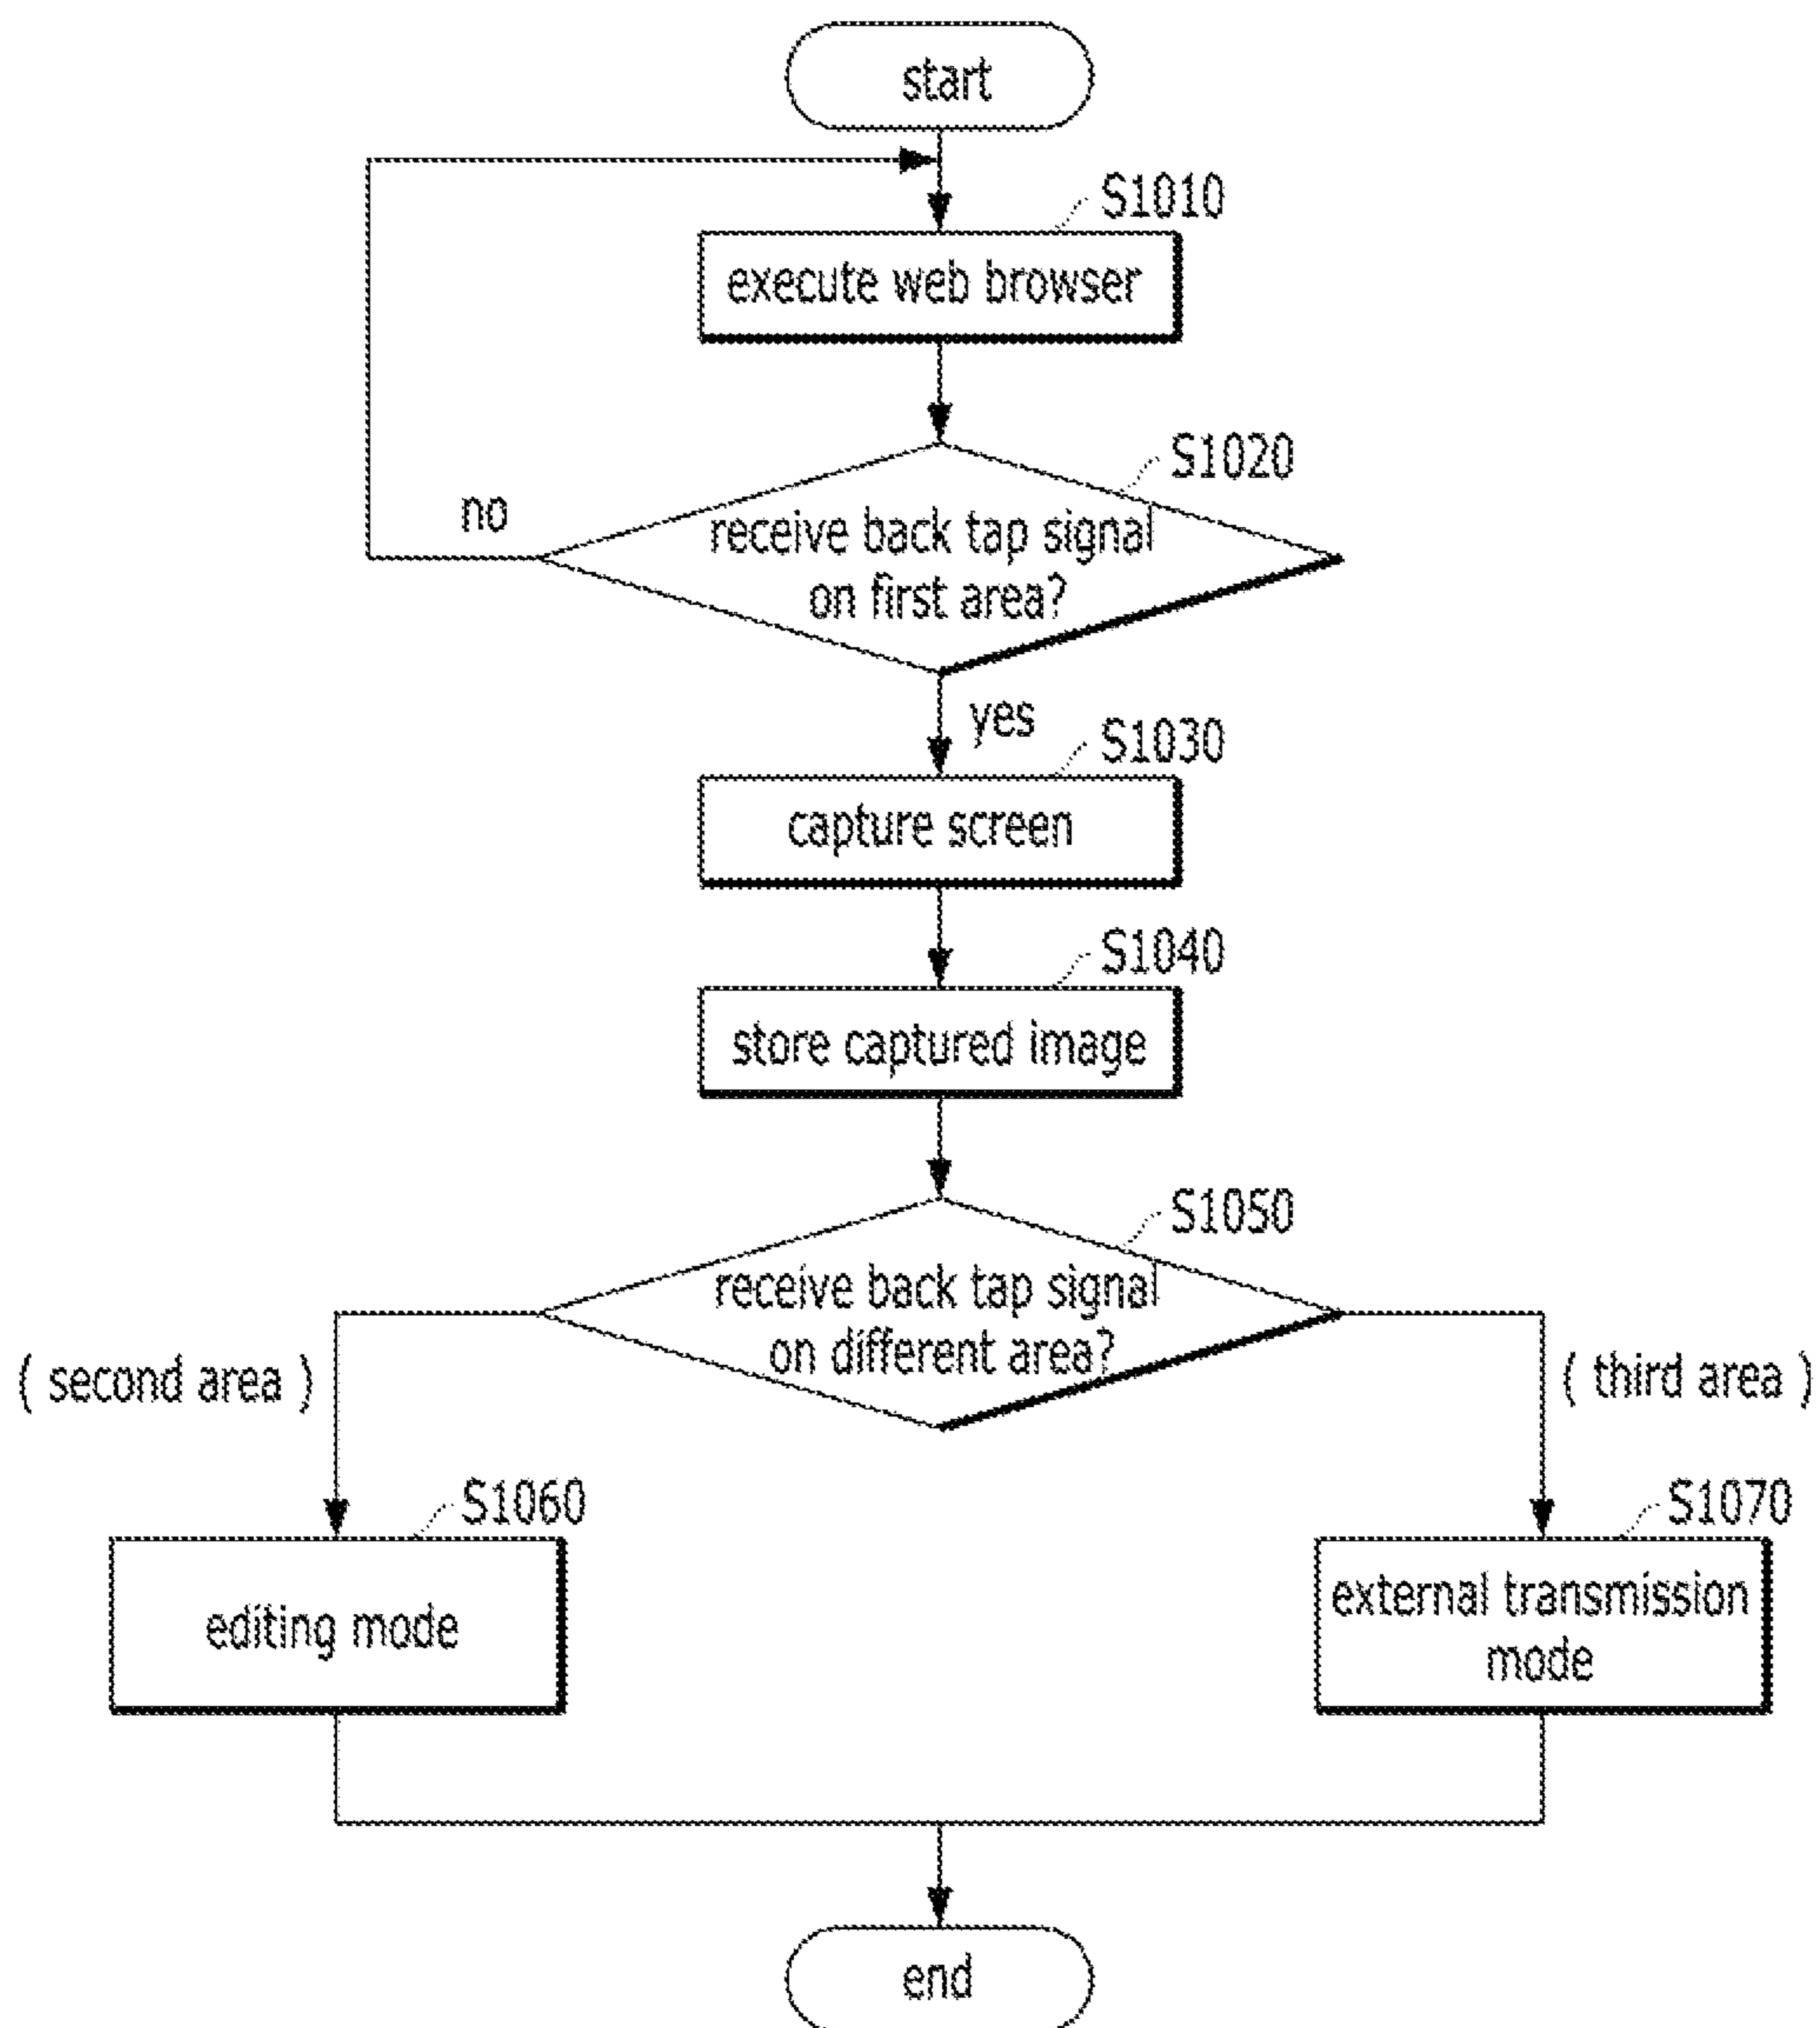 start
S1010
execute web browser
S1020
no
receive back tap signal
on first area?
yes
S1030
capture screen
S1040
store captured image
S1050
receive back tap signal
on different area?
( second area )
( third area )
S1060
editing mode
S1070
external transmission
mode
end